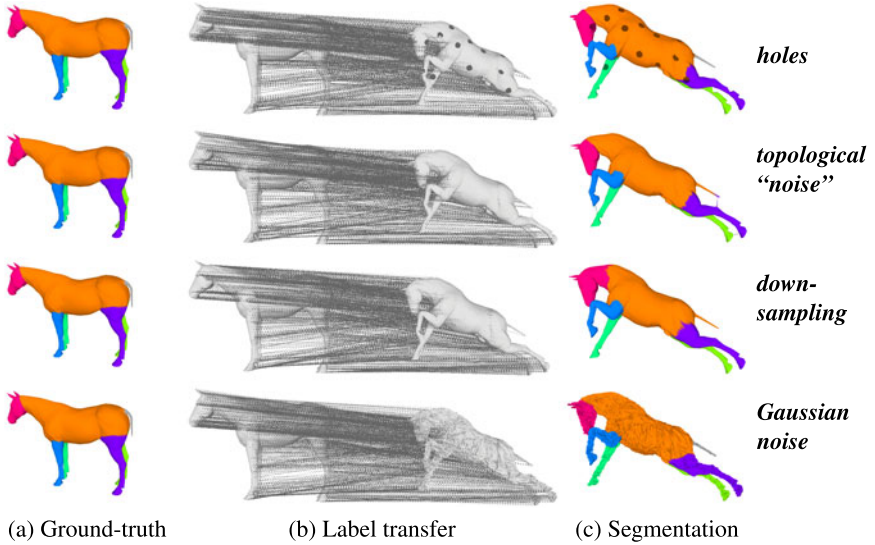 holes
topological
“noise”
down-
sampling
Gaussian
noise
(a) Ground-truth
(b) Label transfer
(c) Segmentation